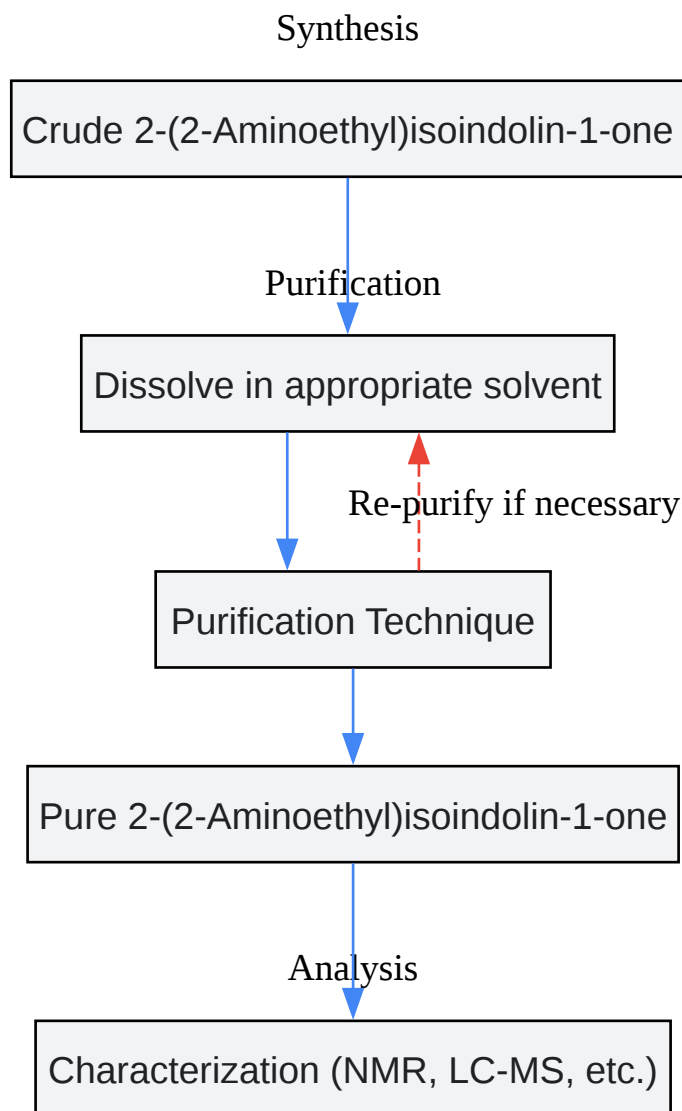 Synthesis
Crude 2-(2-Aminoethyl)isoindolin-1-one
Purification
Dissolve in appropriate solvent
Re-purify if necessary
Purification Technique
Pure 2-(2-Aminoethyl)isoindolin-1-one
Analysis
Characterization (NMR, LC-MS, etc.)